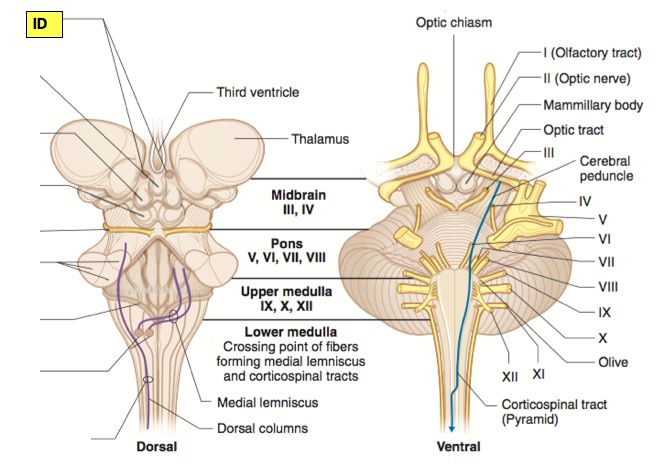 ID
Optic chiasm
Third ventricle
Thalamus
Midbrain
III, IV
Pons
V, VI, VII, VIII
Upper medulla
IX, X, XII
Lower medulla
Crossing point of fibers
forming medial lemniscus
and corticospinal tracts
Medial lemniscus
Dorsal columns
Dorsal
I (Olfactory tract)
II (Optic nerve)
Mammillary body
Optic tract
III
Cerebral
peduncle
IV
V
VI
VII
VIII
IX
X
Olive
XII
XI
Corticospinal tract
(Pyramid)
Ventral